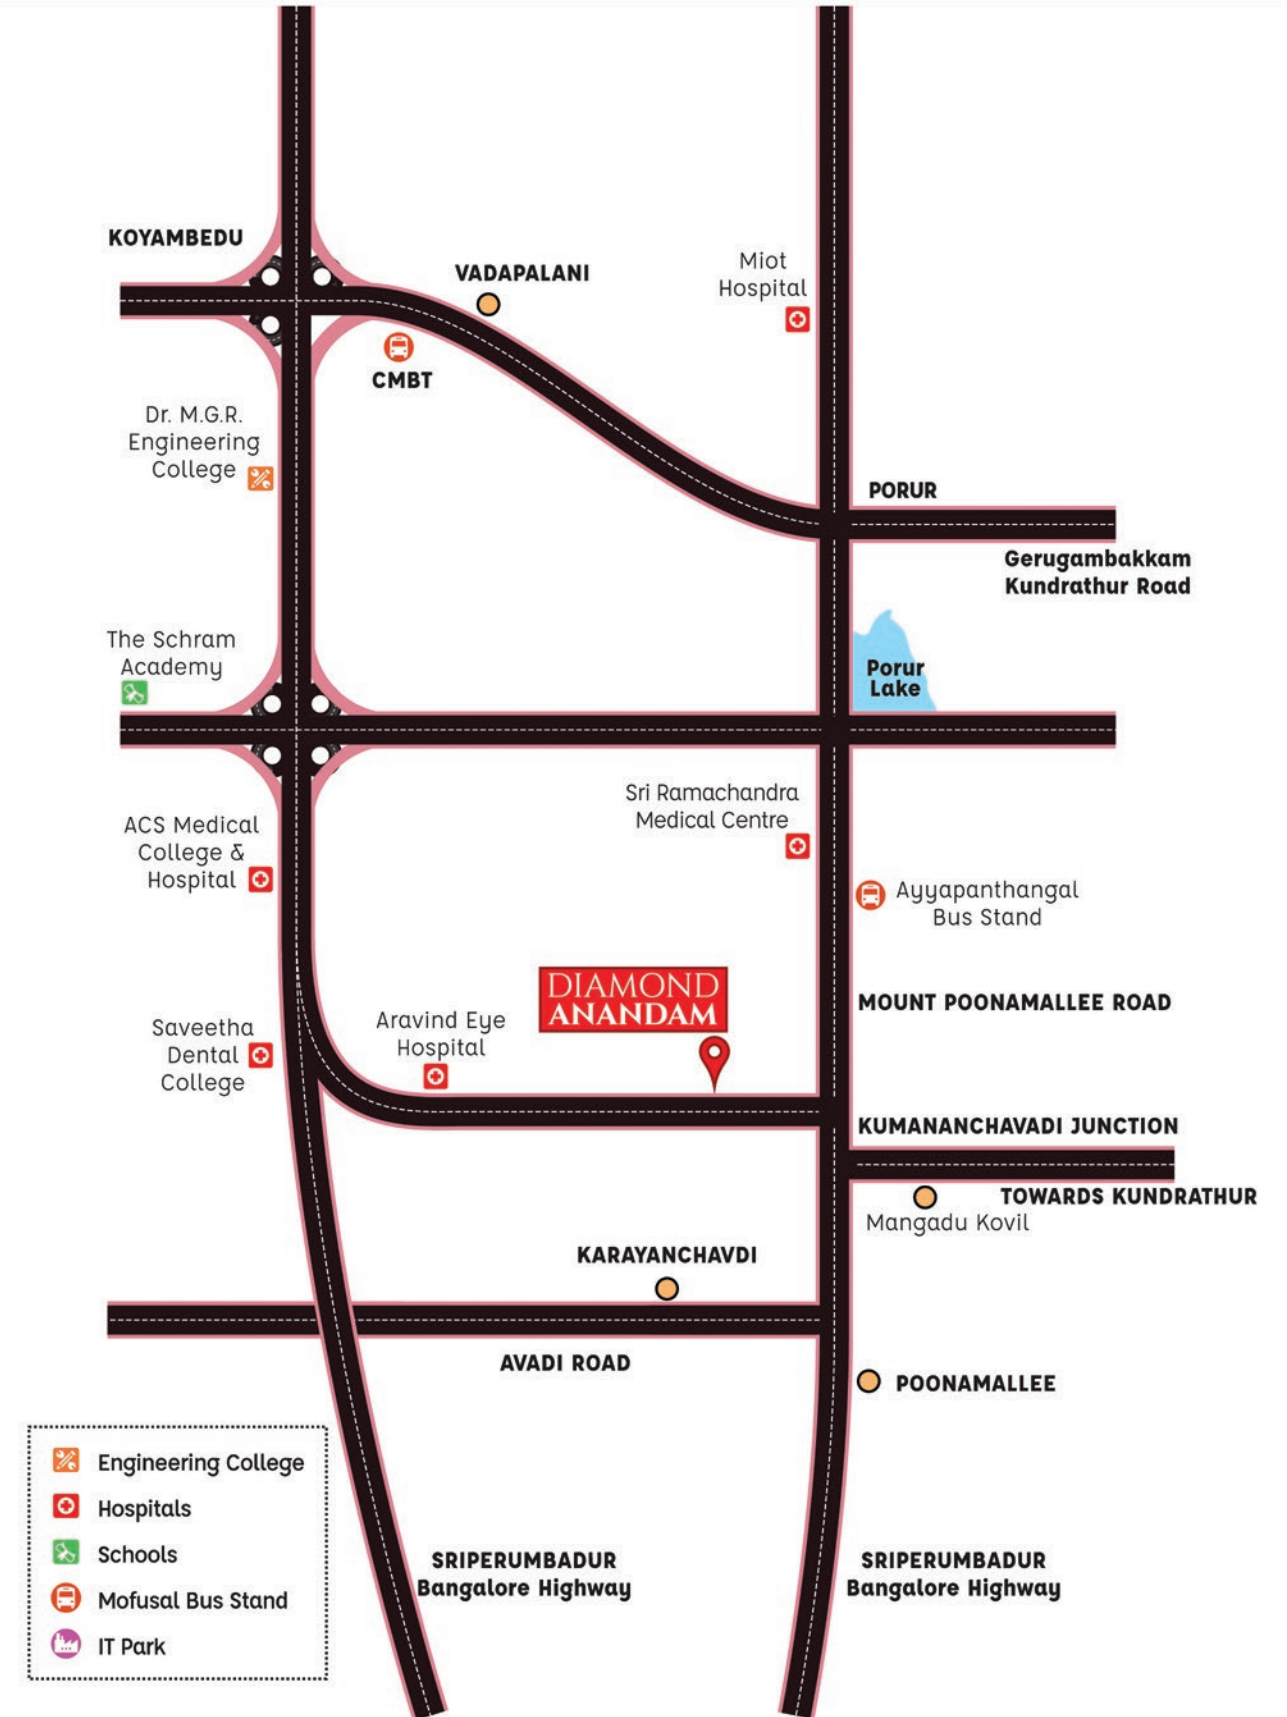 KOYAMBEDU
VADAPALANI
Miot
Hospital
CMBT
Dr. M.G.R.
Engineering
College
PORUR
Gerugambakkam
Kundrathur Road
The Schram
Academy
Porur
Lake
Sri Ramachandra
Medical Centre
ACS Medical
College &
Hospital
Ayyapanthangal
Bus Stand
DIAMOND
ANANDAM
MOUNT POONAMALLEE ROAD
Aravind Eye
Hospital
Saveetha
Dental
College
KUMANANCHAVADI JUNCTION
TOWARDS KUNDRATHUR
Mangadu Kovil
KARAYANCHAVDI
AVADI ROAD
POONAMALLEE
Engineering College
Hospitals
Schools
Mofusal Bus Stand
IT Park
SRIPERUMBADUR
Bangalore Highway
SRIPERUMBADUR
Bangalore Highway